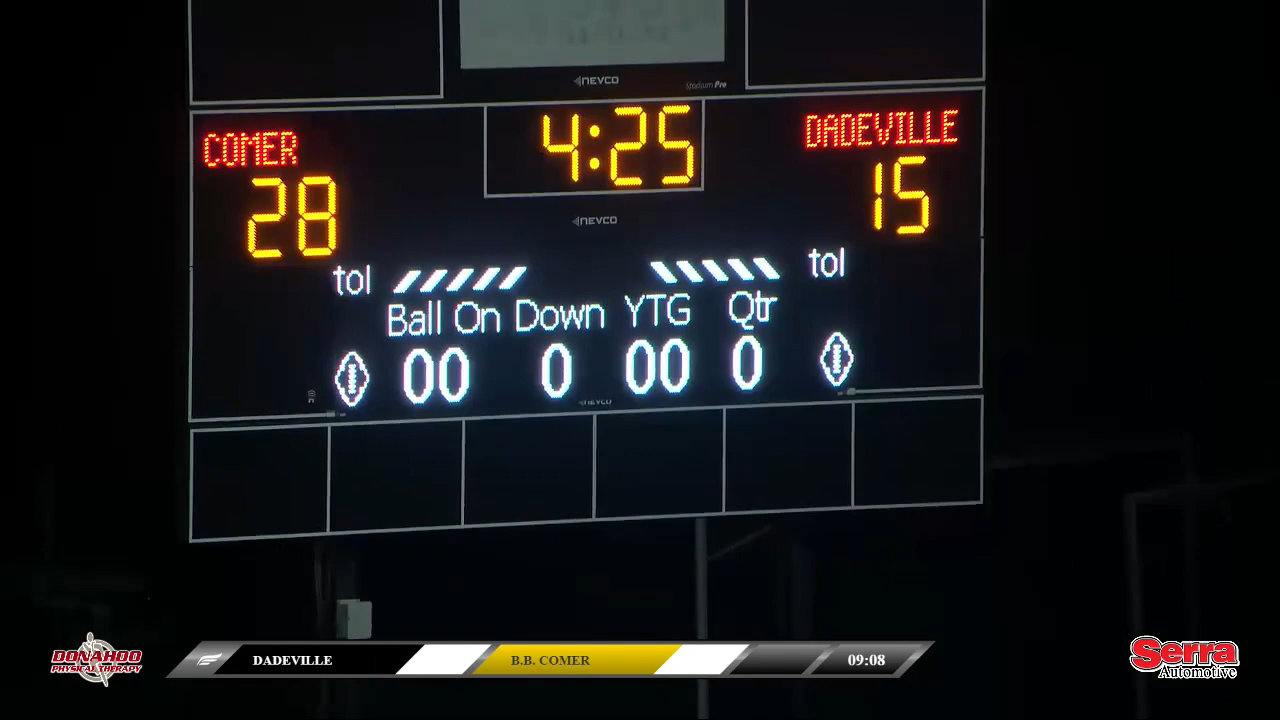 NEVCO
Stadium Pro
COMER
4:25
DADEVILLE
28
15
NEVCO
tol
tol
Ball On Down YTG Qtr
00 0 00 0
NEVCO
DONAHOO
PHYSICAL THERAPY
DADEVILLE
B.B. COMER
09:08
Serra
Automotive